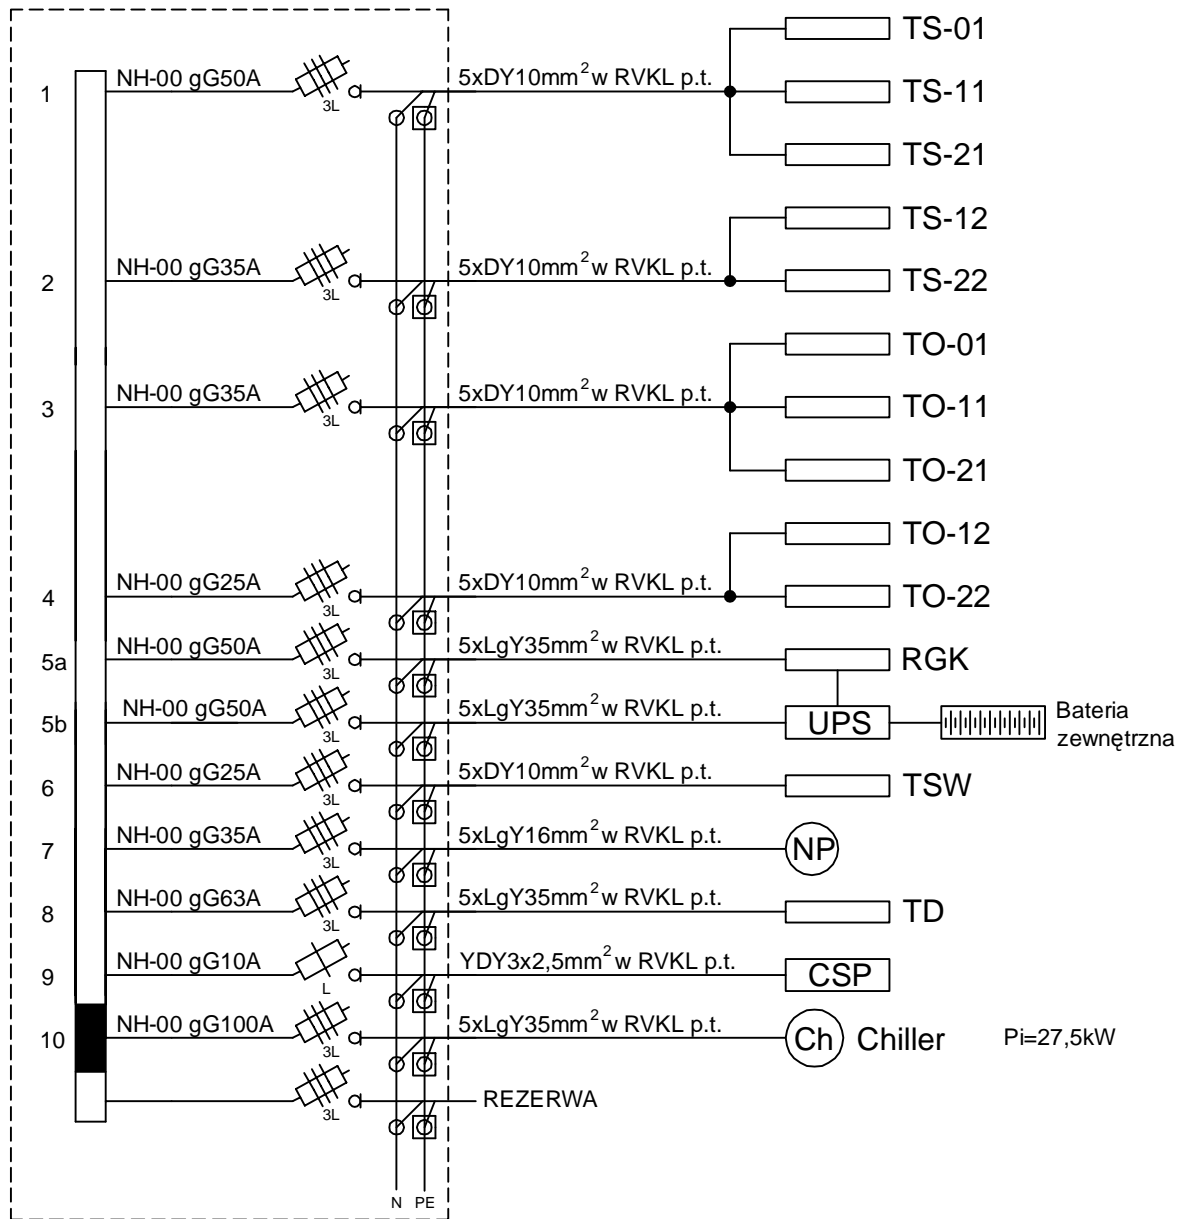 TS-01
1 NH-00 gG50A 3L 5xDY10mm²w RVKL p.t. TS-11
TS-21
TS-12
2 NH-00 gG35A 3L 5xDY10mm²w RVKL p.t. TS-22
TO-01
3 NH-00 gG35A 3L 5xDY10mm²w RVKL p.t. TO-11
TO-21
TO-12
4 NH-00 gG25A 3L 5xDY10mm²w RVKL p.t. TO-22
5a NH-00 gG50A 3L 5xLgY35mm²w RVKL p.t. RGK
5b NH-00 gG50A 3L 5xLgY35mm²w RVKL p.t. UPS Bateria
zewnętrzna
6 NH-00 gG25A 3L 5xDY10mm²w RVKL p.t. TSW
7 NH-00 gG35A 3L 5xLgY16mm²w RVKL p.t. NP
8 NH-00 gG63A 3L 5xLgY35mm²w RVKL p.t. TD
9 NH-00 gG10A L YDY3x2,5mm²w RVKL p.t. CSP
10 NH-00 gG100A 3L 5xLgY35mm²w RVKL p.t. Ch Chiller Pi=27,5kW
3L REZERWA
N PE